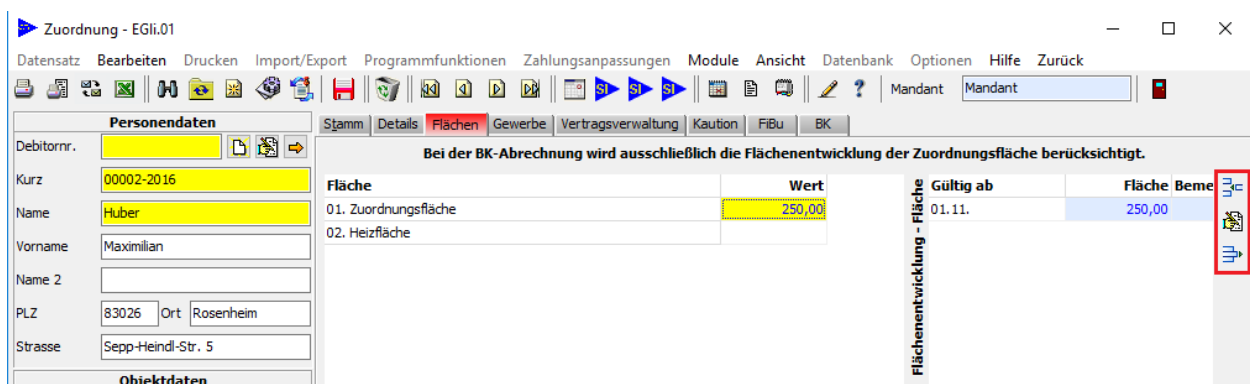 Zuordnung - EGli.01
Datensatz Bearbeiten Drucken Import/Export Programmfunktionen Zahlungsanpassungen Module Ansicht Datenbank Optionen Hilfe Zurück
SI SI SI ? Mandant Mandant
Personendaten
Debitornr.
Kurz 00002-2016
Name Huber
Vorname Maximilian
Name 2
PLZ 83026 Ort Rosenheim
Strasse Sepp-Heindl-Str. 5
Objektdaten
Stamm Details Flächen Gewerbe Vertragsverwaltung Kaution FiBu BK
Bei der BK-Abrechnung wird ausschließlich die Flächenentwicklung der Zuordnungsfläche berücksichtigt.
Fläche Wert
01. Zuordnungsfläche 250,00
02. Heizfläche
Flächenentwicklung - Fläche
Gültig ab Fläche Beme
01.11. 250,00